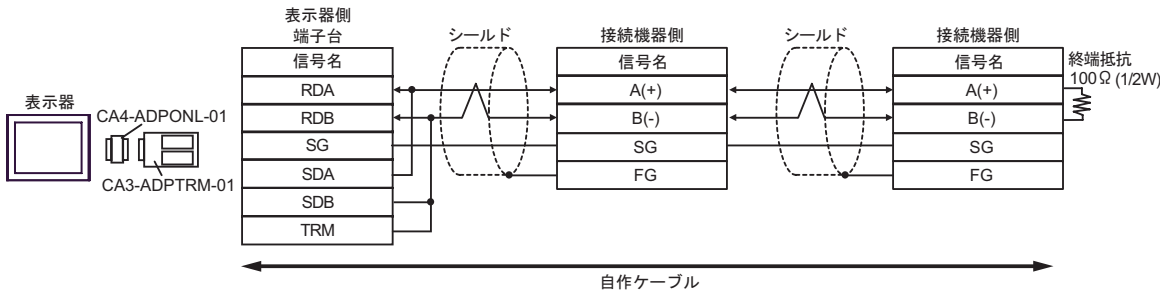 表示器
CA4-ADPONL-01
CA3-ADPTRM-01
表示器側
端子台
信号名
RDA
RDB
SG
SDA
SDB
TRM
シールド
接続機器側
信号名
A(+)
B(-)
SG
FG
シールド
接続機器側
信号名
A(+)
B(-)
SG
FG
終端抵抗
100Ω (1/2W)
自作ケーブル